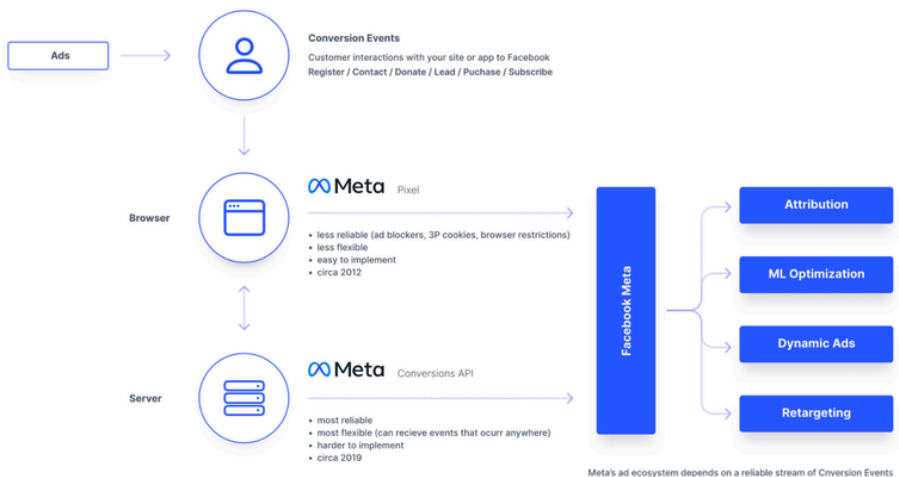 Ads
Conversion Events
Customer interactions with your site or app to Facebook
Register / Contact / Donate / Lead / Puchase / Subscribe
Browser
Meta Pixel
• less reliable (ad blockers, 3P cookies, browser restrictions)
• less flexible
• easy to implement
• circa 2012
Server
Meta Conversions API
• most reliable
• most flexible (can recieve events that ocurr anywhere)
• harder to implement
• circa 2019
Facebook Meta
Attribution
ML Optimization
Dynamic Ads
Retargeting
Meta's ad ecosystem depends on a reliable stream of Cnversion Events